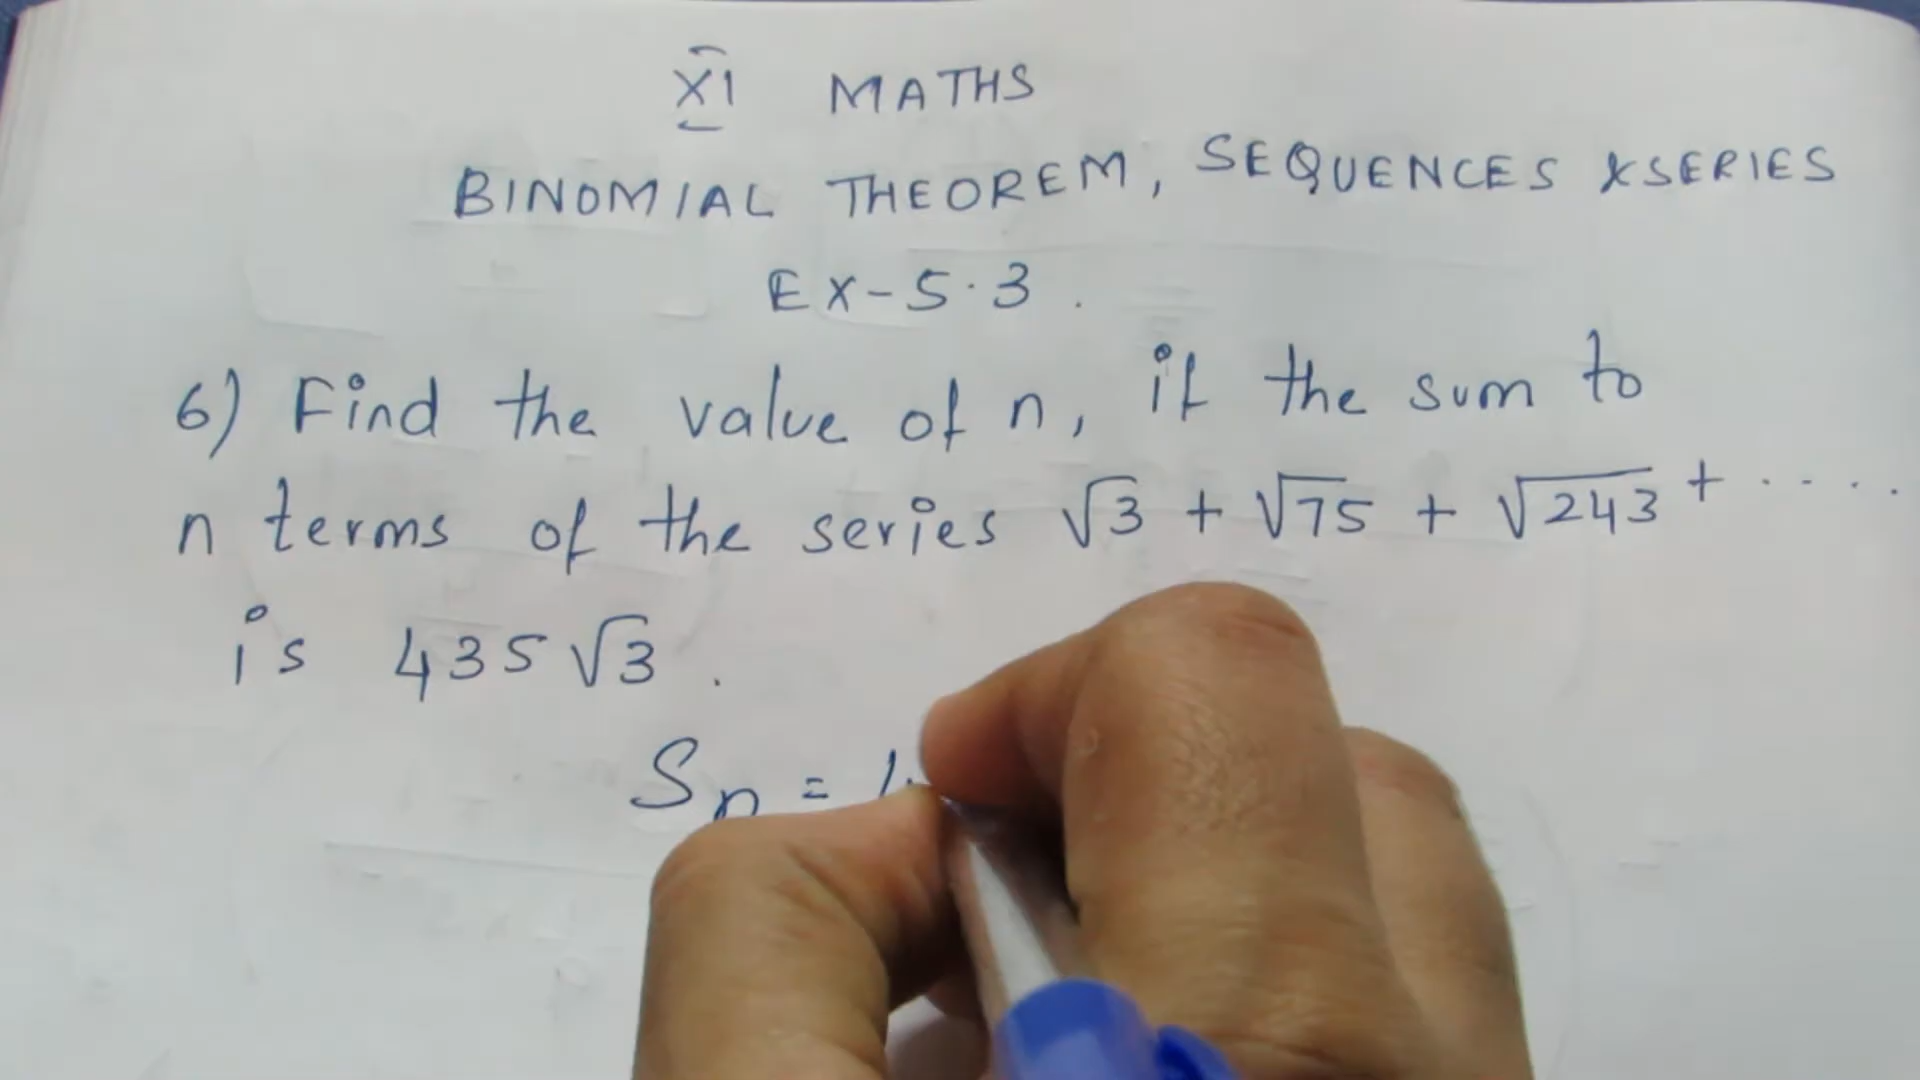 XI MATHS
BINOMIAL THEOREM, SEQUENCES & SERIES
EX-5.3.
6) Find the value of n, if the sum to
n terms of the series √3 + √75 + √243 + ....
is 435√3.
Sn =